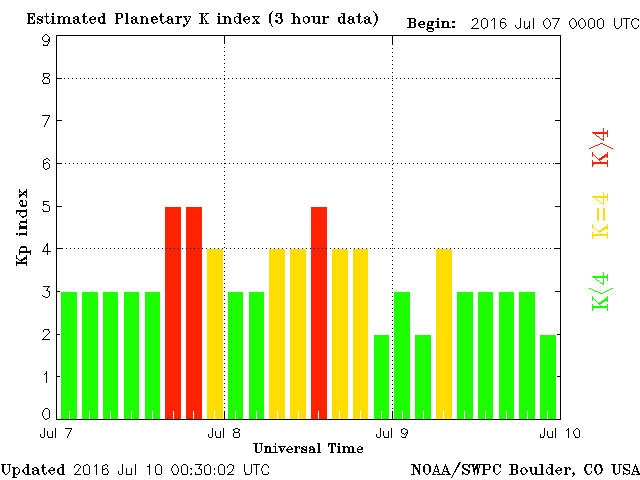 Estimated Planetary K index (3 hour data)
Begin: 2016 Jul 07 0000 UTC
9
8
7
6
5
4
3
2
1
0
Kp index
K>4
K=4
K<4
Jul 7
Jul 8
Jul 9
Jul 10
Universal Time
Updated 2016 Jul 10 00:30:02 UTC
NOAA/SWPC Boulder, CO USA